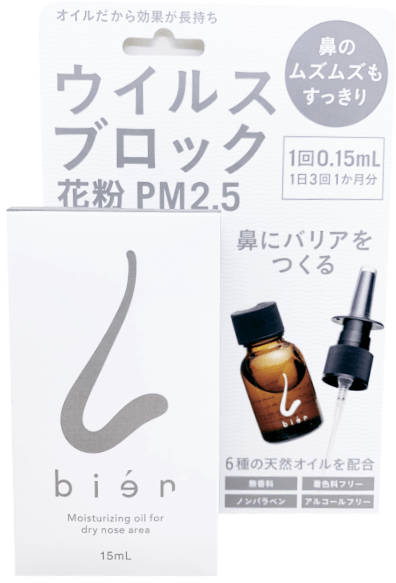 オイルだから効果が長持ち
鼻の
ムズムズも
すっきり
ウイルス
ブロック
花粉 PM2.5
1回0.15mL
1日3回1か月分
鼻にバリアを
つくる
bién
6種の天然オイルを配合
無香料
着色料フリー
ノンパラベン
アルコールフリー
bién
Moisturizing oil for
dry nose area
15mL